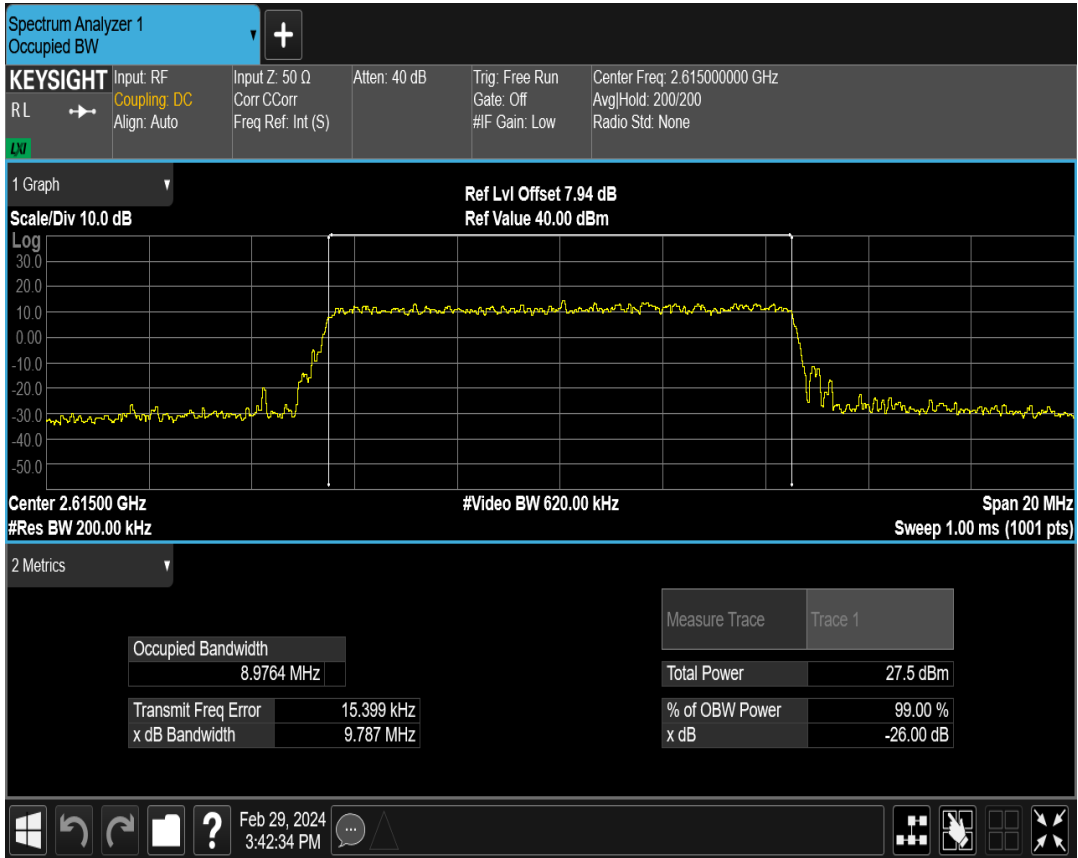 Spectrum Analyzer 1
Occupied BW
+
KEYSIGHT Input: RF Input Z: 50 Ω Atten: 40 dB Trig: Free Run Center Freq: 2.615000000 GHz
RL Coupling: DC Corr CCorr Gate: Off Avg|Hold: 200/200
Align: Auto Freq Ref: Int (S) #IF Gain: Low Radio Std: None
LXI
1 Graph
Ref Lvl Offset 7.94 dB
Scale/Div 10.0 dB Ref Value 40.00 dBm
Log
30.0
20.0
10.0
0.00
-10.0
-20.0
-30.0
-40.0
-50.0
Center 2.61500 GHz #Video BW 620.00 kHz Span 20 MHz
#Res BW 200.00 kHz Sweep 1.00 ms (1001 pts)
2 Metrics
Measure Trace Trace 1
Occupied Bandwidth
8.9764 MHz
Total Power 27.5 dBm
Transmit Freq Error 15.399 kHz % of OBW Power 99.00 %
x dB Bandwidth 9.787 MHz x dB -26.00 dB
? Feb 29, 2024
3:42:34 PM